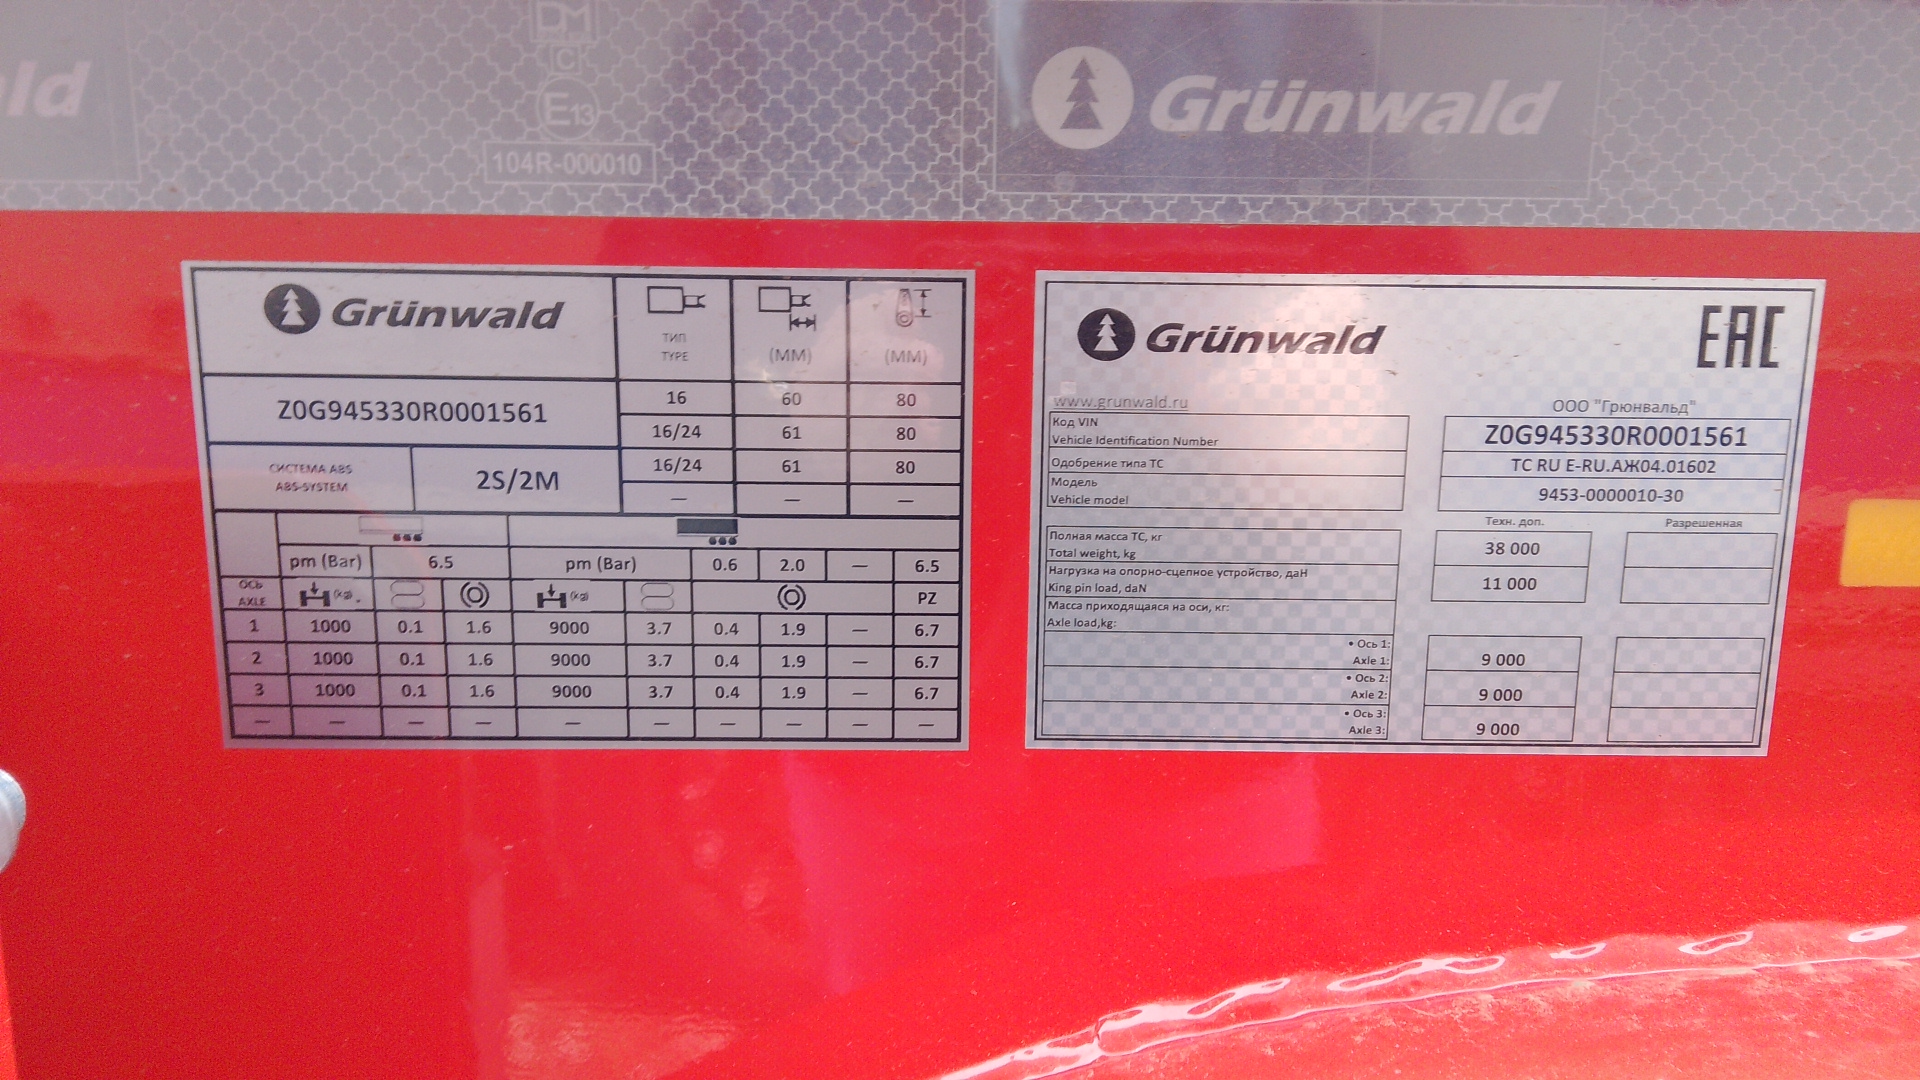 ld
DM
C
E13
104R-000010
Grünwald
Grünwald
ТИП
TYPE
(MM)
(MM)
Z0G945330R0001561
16 60 80
16/24 61 80
16/24 61 80
— — —
СИСТЕМА ABS
ABS-SYSTEM
2S/2M
pm (Bar) 6.5 pm (Bar) 0.6 2.0 — 6.5
ОСЬ
AXLE
(kg) (kg) PZ
1 1000 0.1 1.6 9000 3.7 0.4 1.9 — 6.7
2 1000 0.1 1.6 9000 3.7 0.4 1.9 — 6.7
3 1000 0.1 1.6 9000 3.7 0.4 1.9 — 6.7
— — — — — — — — — —
Grünwald
EAC
www.grunwald.ru
ООО "Грюнвальд"
Код VIN
Vehicle Identification Number
Z0G945330R0001561
Одобрение типа ТС
ТС RU E-RU.АЖ04.01602
Модель
Vehicle model
9453-0000010-30
Техн. доп. Разрешенная
Полная масса ТС, кг
Total weight, kg
38 000
Нагрузка на опорно-сцепное устройство, даН
King pin load, daN
11 000
Масса приходящаяся на оси, кг:
Axle load,kg:
• Ось 1:
Axle 1:
9 000
• Ось 2:
Axle 2:
9 000
• Ось 3:
Axle 3:
9 000